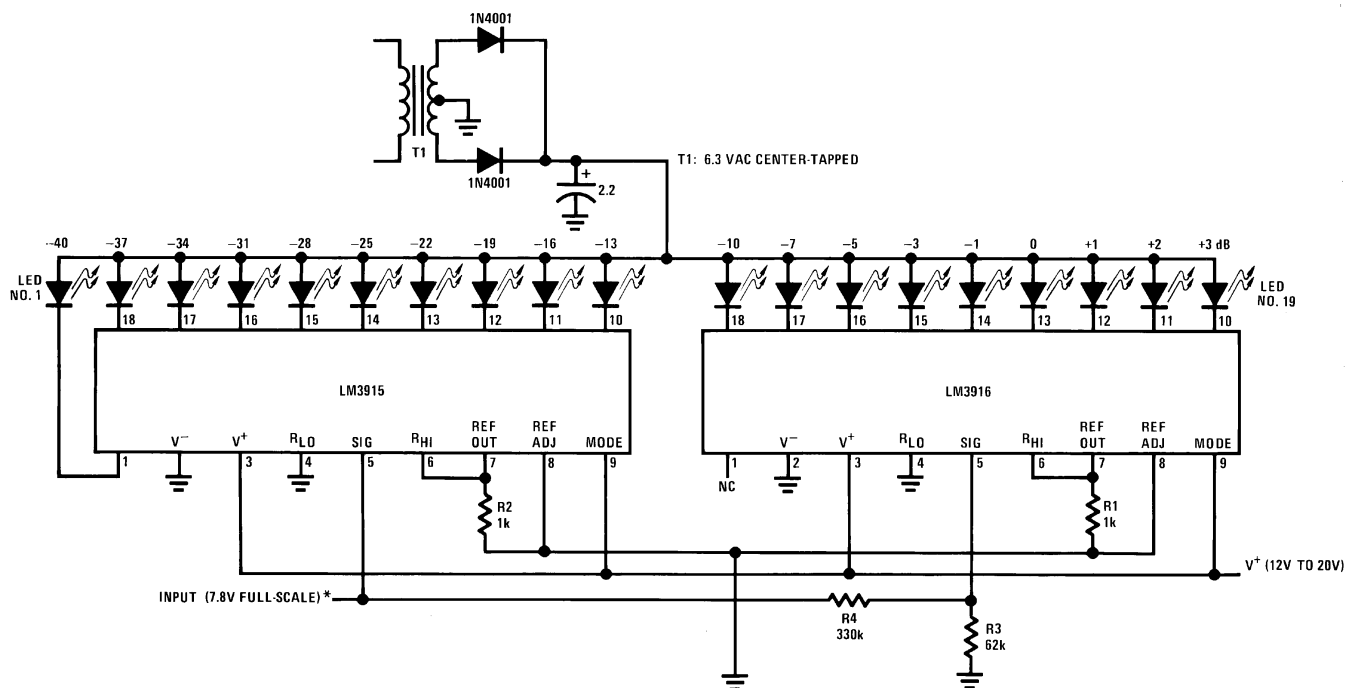 1N4001
T1
1N4001
T1: 6.3 VAC CENTER-TAPPED
+
2.2
−40 −37 −34 −31 −28 −25 −22 −19 −16 −13 −10 −7 −5 −3 −1 0 +1 +2 +3 dB
LED NO. 1
LED NO. 19
18 17 16 15 14 13 12 11 10
18 17 16 15 14 13 12 11 10
LM3915
LM3916
V− V+ RLO SIG RHI REF OUT REF ADJ MODE
V− V+ RLO SIG RHI REF OUT REF ADJ MODE
1 3 4 5 6 7 8 9
1 2 3 4 5 6 7 8 9
NC
R2
1k
R1
1k
V+ (12V TO 20V)
INPUT (7.8V FULL-SCALE)*
R4
330k
R3
62k